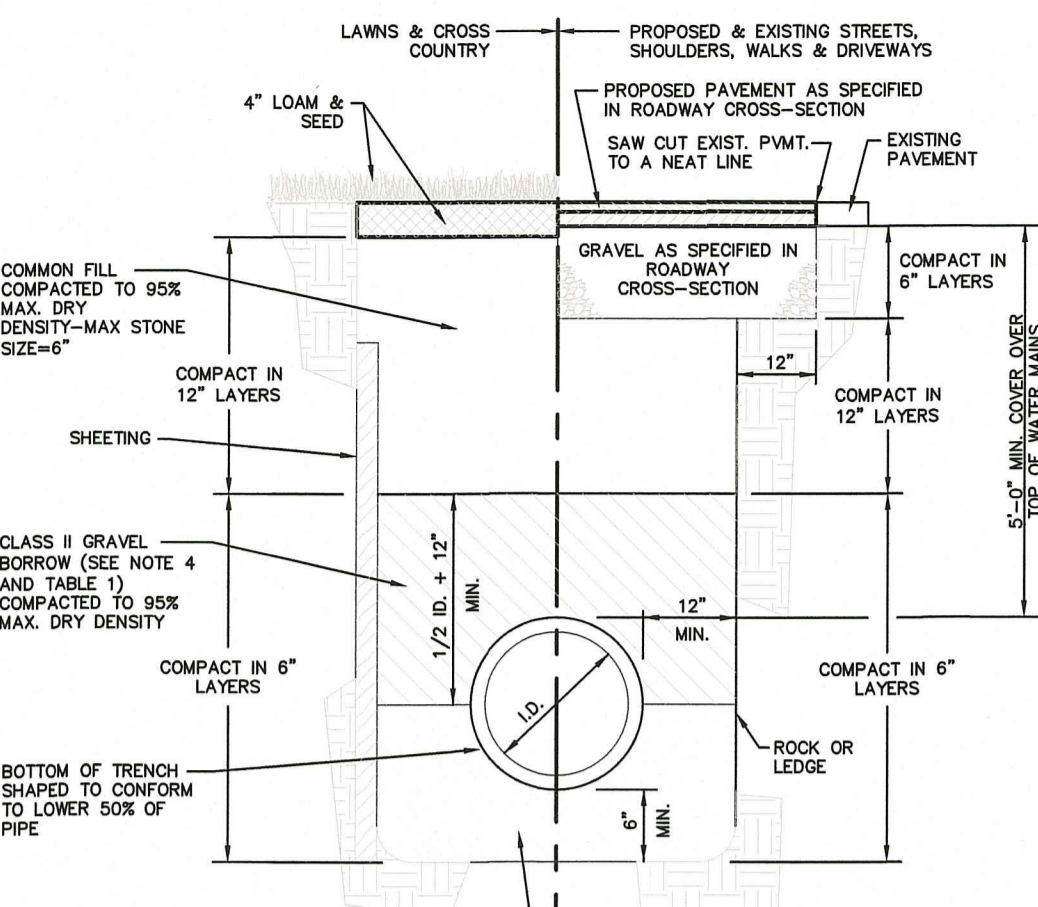 LAWNS & CROSS
COUNTRY
PROPOSED & EXISTING STREETS,
SHOULDERS, WALKS & DRIVEWAYS
4" LOAM &
SEED
PROPOSED PAVEMENT AS SPECIFIED
IN ROADWAY CROSS-SECTION
SAW CUT EXIST. PVMT.
TO A NEAT LINE
EXISTING
PAVEMENT
GRAVEL AS SPECIFIED IN
ROADWAY
CROSS-SECTION
COMPACT IN
6" LAYERS
COMMON FILL
COMPACTED TO 95%
MAX. DRY
DENSITY-MAX STONE
SIZE=6"
COMPACT IN
12" LAYERS
12"
COMPACT IN
12" LAYERS
5'-0" MIN. COVER OVER
TOP OF WATER MAINS
SHEETING
CLASS II GRAVEL
BORROW (SEE NOTE 4
AND TABLE 1)
COMPACTED TO 95%
MAX. DRY DENSITY
1/2 ID. + 12"
MIN.
12"
MIN.
COMPACT IN 6"
LAYERS
COMPACT IN 6"
LAYERS
I.D.
ROCK OR
LEDGE
BOTTOM OF TRENCH
SHAPED TO CONFORM
TO LOWER 50% OF
PIPE
6"
MIN.